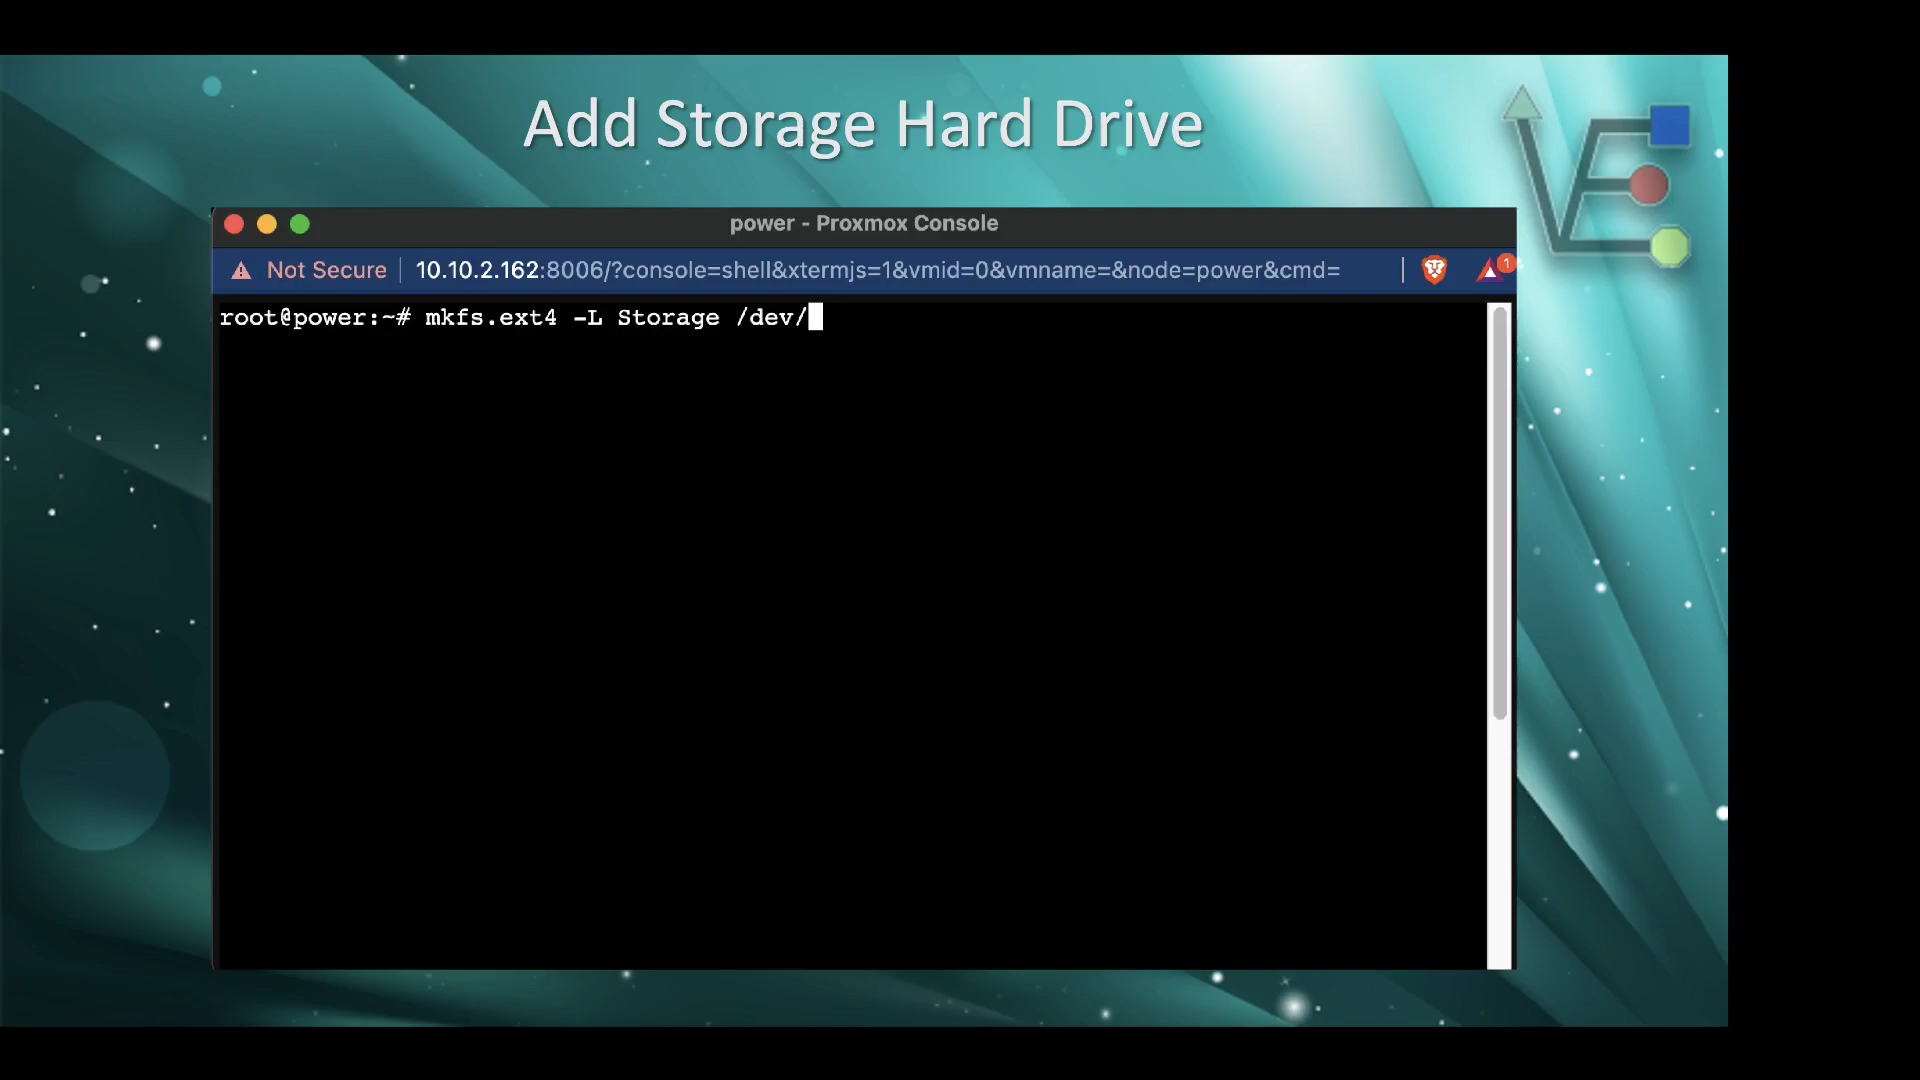 Add Storage Hard Drive
power - Proxmox Console
Not Secure | 10.10.2.162:8006/?console=shell&xtermjs=1&vmid=0&vmname=&node=power&cmd=
1
root@power:~# mkfs.ext4 -L Storage /dev/